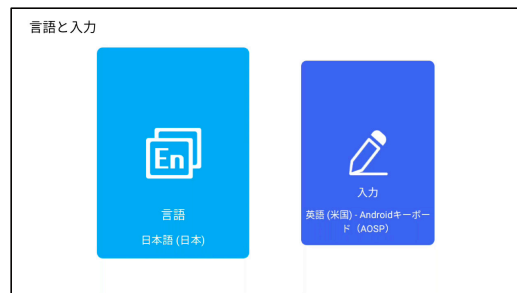 言語と入力
En
言語
日本語 (日本)
入力
英語 (米国) - Androidキーボー
ド（AOSP）